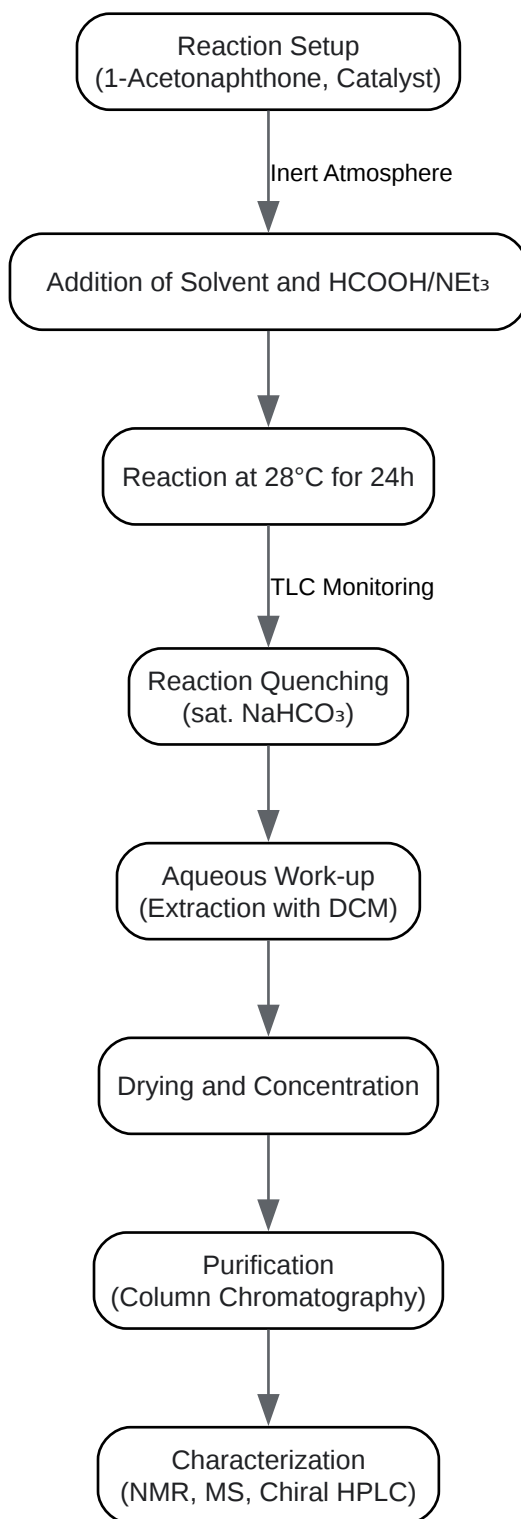 Reaction Setup
(1-Acetonaphthone, Catalyst)
Inert Atmosphere
Addition of Solvent and HCOOH/NEt₃
Reaction at 28°C for 24h
TLC Monitoring
Reaction Quenching
(sat. NaHCO₃)
Aqueous Work-up
(Extraction with DCM)
Drying and Concentration
Purification
(Column Chromatography)
Characterization
(NMR, MS, Chiral HPLC)